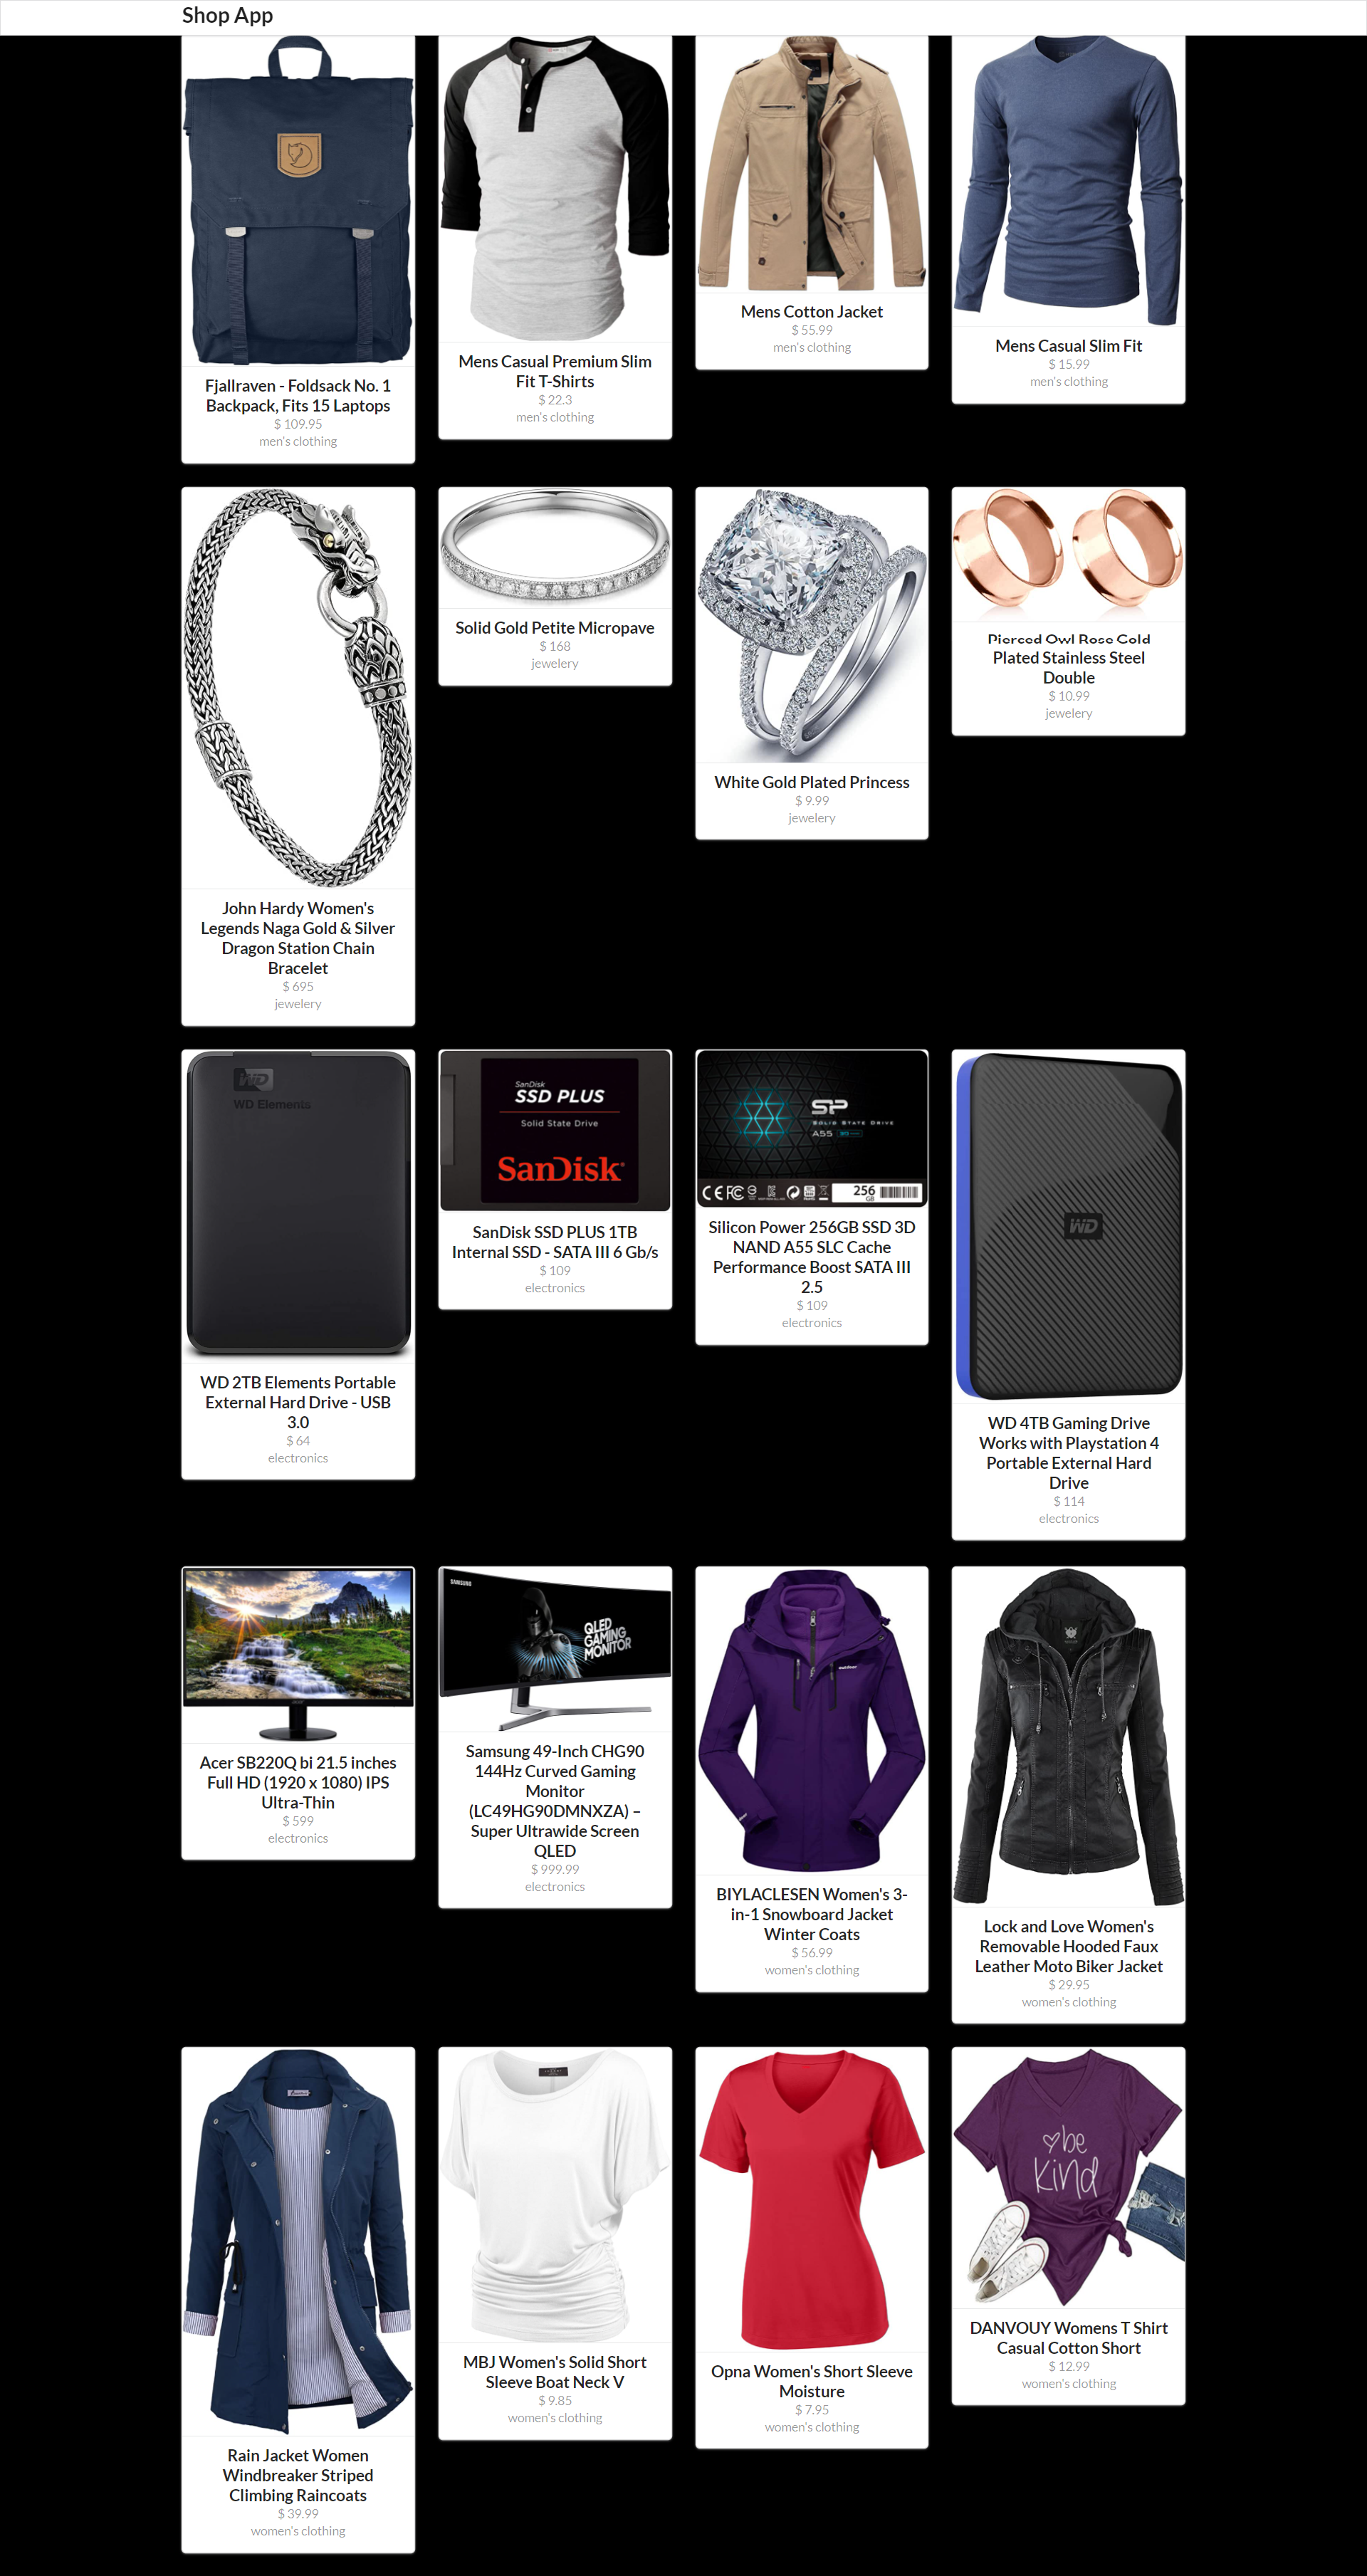 Shop App
Fjallraven - Foldsack No. 1
Backpack, Fits 15 Laptops
$ 109.95
men's clothing
Mens Casual Premium Slim
Fit T-Shirts
$ 22.3
men's clothing
Mens Cotton Jacket
$ 55.99
men's clothing
Mens Casual Slim Fit
$ 15.99
men's clothing
John Hardy Women's
Legends Naga Gold & Silver
Dragon Station Chain
Bracelet
$ 695
jewelery
Solid Gold Petite Micropave
$ 168
jewelery
White Gold Plated Princess
$ 9.99
jewelery
Pierced Owl Rose Gold
Plated Stainless Steel
Double
$ 10.99
jewelery
WD
WD Elements
WD 2TB Elements Portable
External Hard Drive - USB
3.0
$ 64
electronics
SanDisk
SSD PLUS
Solid State Drive
SanDisk
SanDisk SSD PLUS 1TB
Internal SSD - SATA III 6 Gb/s
$ 109
electronics
SP
SOLID STATE DRIVE
A55
256
GB
Silicon Power 256GB SSD 3D
NAND A55 SLC Cache
Performance Boost SATA III
2.5
$ 109
electronics
WD
WD 4TB Gaming Drive
Works with Playstation 4
Portable External Hard
Drive
$ 114
electronics
Acer SB220Q bi 21.5 inches
Full HD (1920 x 1080) IPS
Ultra-Thin
$ 599
electronics
SAMSUNG
QLED
GAMING
MONITOR
Samsung 49-Inch CHG90
144Hz Curved Gaming
Monitor
(LC49HG90DMNXZA) –
Super Ultrawide Screen
QLED
$ 999.99
electronics
BIYLACLESEN Women's 3-
in-1 Snowboard Jacket
Winter Coats
$ 56.99
women's clothing
Lock and Love Women's
Removable Hooded Faux
Leather Moto Biker Jacket
$ 29.95
women's clothing
Rain Jacket Women
Windbreaker Striped
Climbing Raincoats
$ 39.99
women's clothing
MBJ Women's Solid Short
Sleeve Boat Neck V
$ 9.85
women's clothing
Opna Women's Short Sleeve
Moisture
$ 7.95
women's clothing
be
kind
DANVOUY Womens T Shirt
Casual Cotton Short
$ 12.99
women's clothing